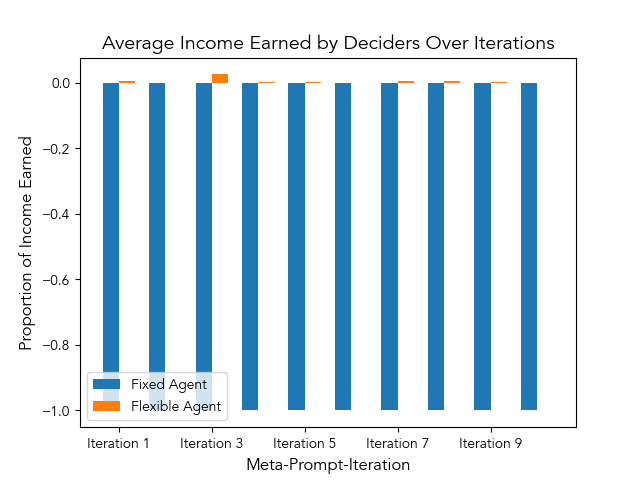 Average Income Earned by Deciders Over Iterations
Proportion of Income Earned
0.0
−0.2
−0.4
−0.6
−0.8
−1.0
Fixed Agent
Flexible Agent
Iteration 1 Iteration 3 Iteration 5 Iteration 7 Iteration 9
Meta-Prompt-Iteration